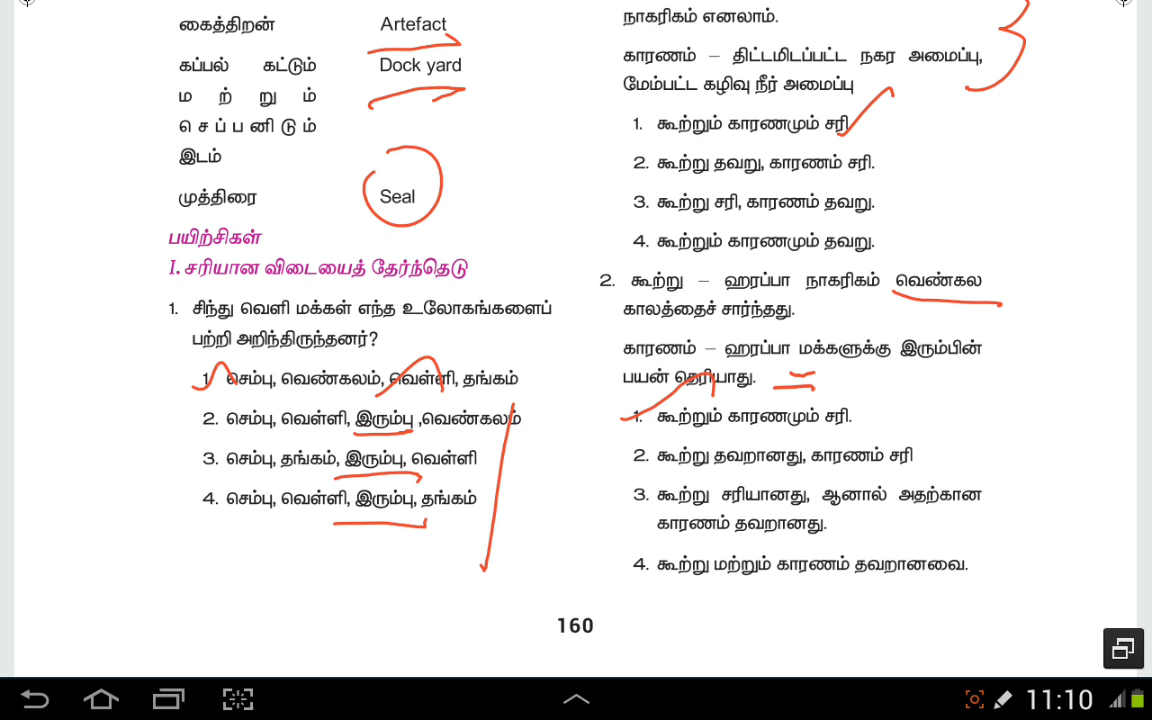 கைத்திறன் Artefact
கப்பல் கட்டும் Dock yard
மற்றும்
செப்பனிடும்
இடம்
முத்திரை Seal
பயிற்சிகள்
I. சரியான விடையைத் தேர்ந்தெடு
1. சிந்து வெளி மக்கள் எந்த உலோகங்களைப்
பற்றி அறிந்திருந்தனர்?
1. செம்பு, வெண்கலம், வெள்ளி, தங்கம்
2. செம்பு, வெள்ளி, இரும்பு ,வெண்கலம்
3. செம்பு, தங்கம், இரும்பு, வெள்ளி
4. செம்பு, வெள்ளி, இரும்பு, தங்கம்
நாகரிகம் எனலாம்.
காரணம் – திட்டமிடப்பட்ட நகர அமைப்பு,
மேம்பட்ட கழிவு நீர் அமைப்பு
1. கூற்றும் காரணமும் சரி
2. கூற்று தவறு, காரணம் சரி.
3. கூற்று சரி, காரணம் தவறு.
4. கூற்றும் காரணமும் தவறு.
2. கூற்று – ஹரப்பா நாகரிகம் வெண்கல
காலத்தைச் சார்ந்தது.
காரணம் – ஹரப்பா மக்களுக்கு இரும்பின்
பயன் தெரியாது.
1. கூற்றும் காரணமும் சரி.
2. கூற்று தவறானது, காரணம் சரி
3. கூற்று சரியானது, ஆனால் அதற்கான
காரணம் தவறானது.
4. கூற்று மற்றும் காரணம் தவறானவை.
160
11:10